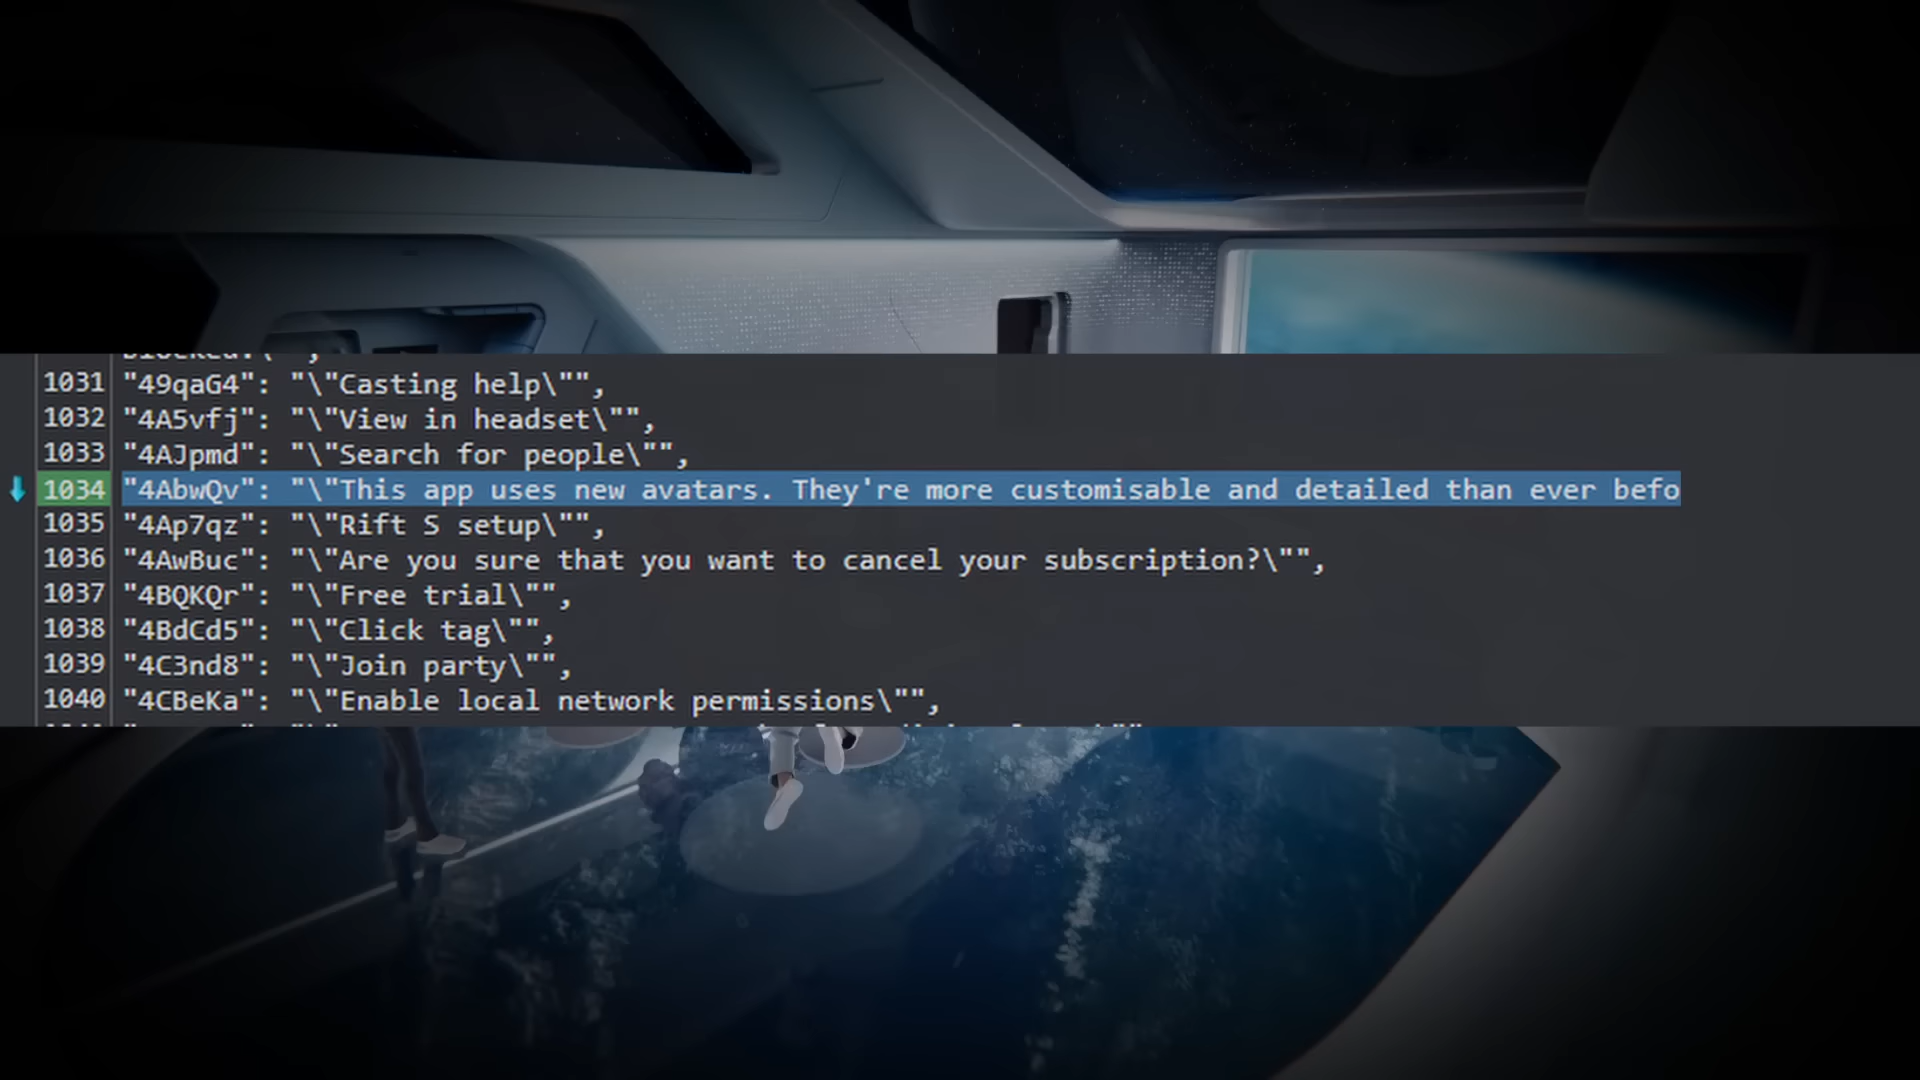 1031 "49qaG4": "\"Casting help\"",
1032 "4A5vfj": "\"View in headset\"",
1033 "4AJpmd": "\"Search for people\"",
1034 "4AbwQv": "\"This app uses new avatars. They're more customisable and detailed than ever befo
1035 "4Ap7qz": "\"Rift S setup\"",
1036 "4AwBuc": "\"Are you sure that you want to cancel your subscription?\"",
1037 "4BQKQr": "\"Free trial\"",
1038 "4BdCd5": "\"Click tag\"",
1039 "4C3nd8": "\"Join party\"",
1040 "4CBeKa": "\"Enable local network permissions\"",